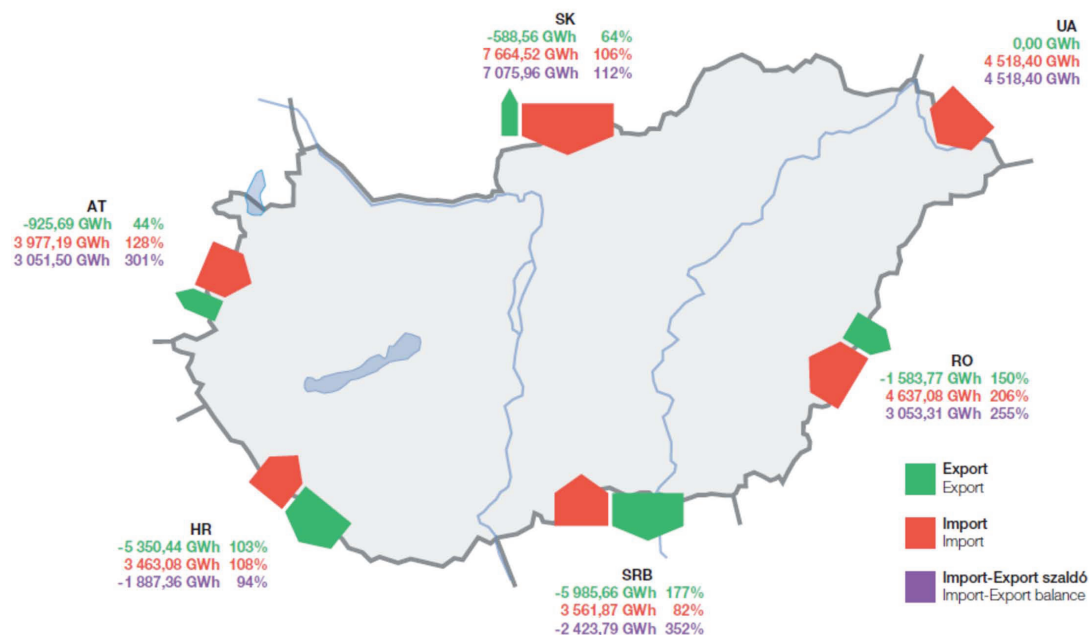 SK
-588,56 GWh 64%
7 664,52 GWh 106%
7 075,96 GWh 112%
UA
0,00 GWh
4 518,40 GWh
4 518,40 GWh
AT
-925,69 GWh 44%
3 977,19 GWh 128%
3 051,50 GWh 301%
RO
-1 583,77 GWh 150%
4 637,08 GWh 206%
3 053,31 GWh 255%
HR
-5 350,44 GWh 103%
3 463,08 GWh 108%
-1 887,36 GWh 94%
SRB
-5 985,66 GWh 177%
3 561,87 GWh 82%
-2 423,79 GWh 352%
Export
Export
Import
Import
Import-Export szaldó
Import-Export balance